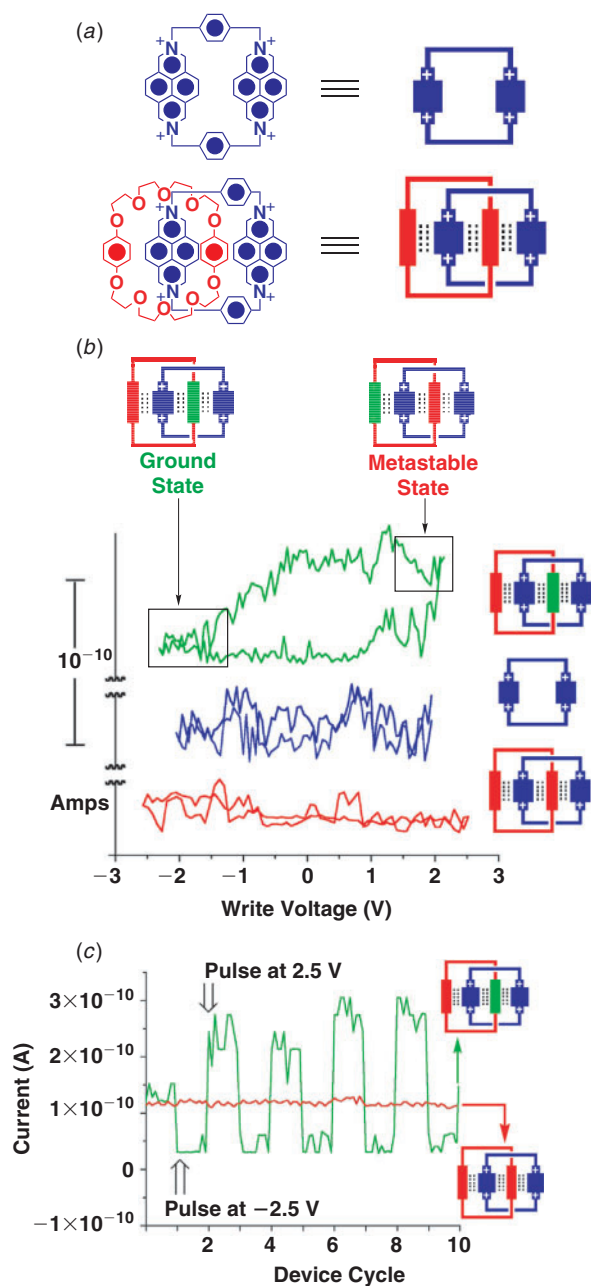 (a)
+ N N +
+ N N +
+ + 
O O O O
+ N N +
O O
O O
+ N N +
O O O O
+ + + +
(b)
Ground
State
Metastable
State
10⁻¹⁰
Amps
−3 −2 −1 0 1 2 3
Write Voltage (V)
(c)
Pulse at 2.5 V
3×10⁻¹⁰
2×10⁻¹⁰
1×10⁻¹⁰
0
−1×10⁻¹⁰
Current (A)
Pulse at −2.5 V
2 4 6 8 10
Device Cycle